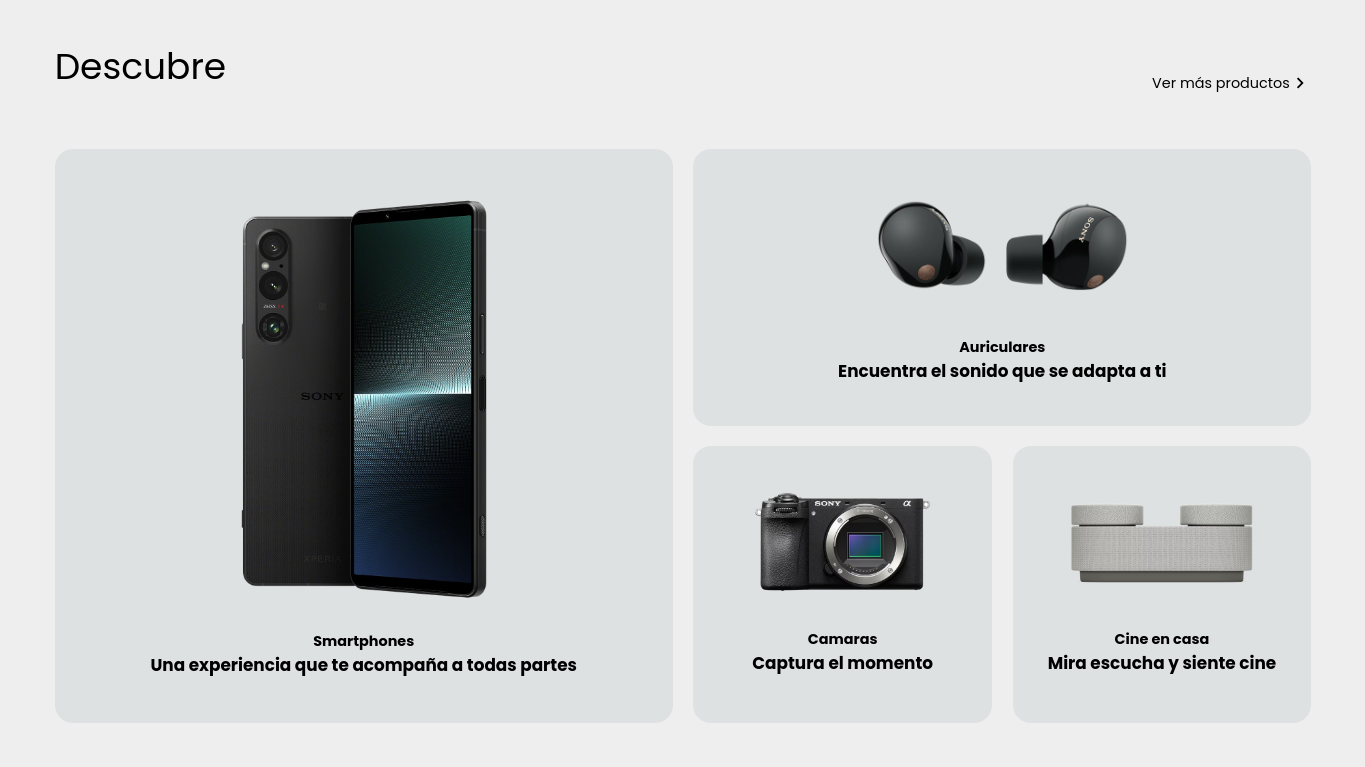 Descubre
Ver más productos
SONY
XPERIA
Smartphones
Una experiencia que te acompaña a todas partes
SONY
Auriculares
Encuentra el sonido que se adapta a ti
SONY
α
Camaras
Captura el momento
Cine en casa
Mira escucha y siente cine